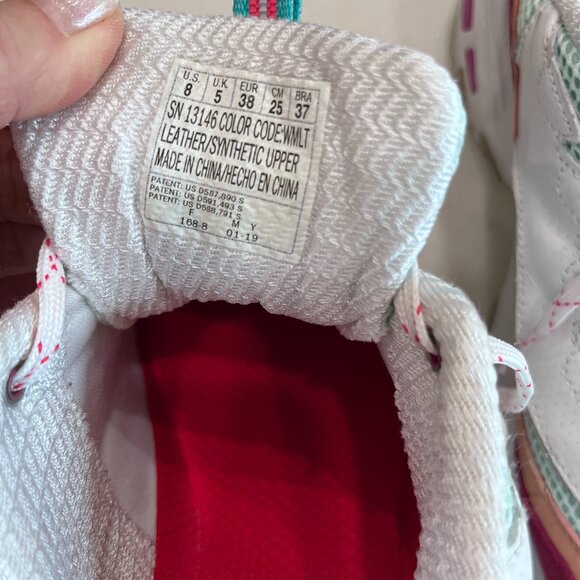 U.S. U.K EUR CM BRA
8 5 38 25 37
SN 13146 COLOR CODE:WMLT
LEATHER/SYNTHETIC UPPER
MADE IN CHINA/HECHO EN CHINA
PATENT: US D587,890 S
PATENT: US D591,493 S
PATENT: US D588,791 S
F M Y
168-8 01-19